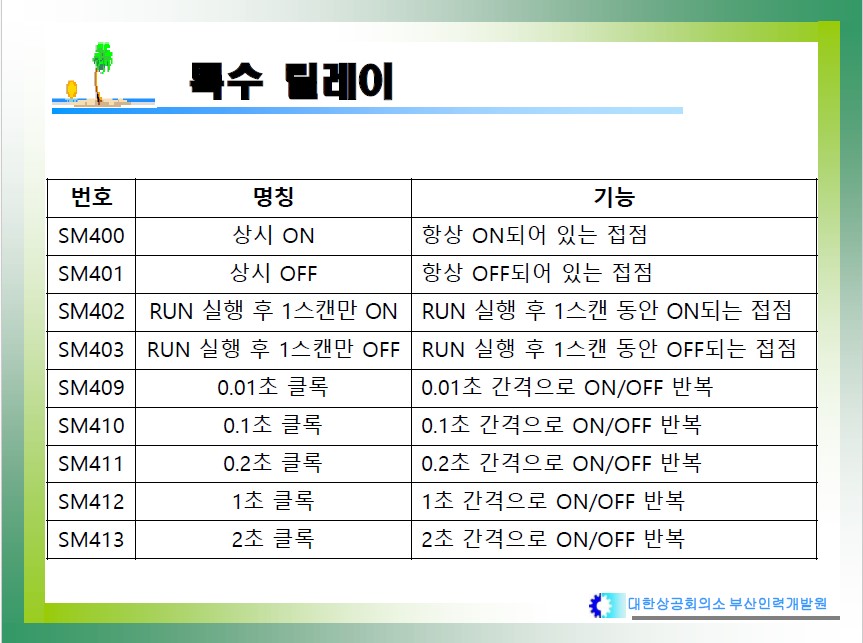 특수 딜레이
번호 명칭 기능
SM400 상시 ON 항상 ON되어 있는 접점
SM401 상시 OFF 항상 OFF되어 있는 접점
SM402 RUN 실행 후 1스캔만 ON RUN 실행 후 1스캔 동안 ON되는 접점
SM403 RUN 실행 후 1스캔만 OFF RUN 실행 후 1스캔 동안 OFF되는 접점
SM409 0.01초 클록 0.01초 간격으로 ON/OFF 반복
SM410 0.1초 클록 0.1초 간격으로 ON/OFF 반복
SM411 0.2초 클록 0.2초 간격으로 ON/OFF 반복
SM412 1초 클록 1초 간격으로 ON/OFF 반복
SM413 2초 클록 2초 간격으로 ON/OFF 반복
대한상공회의소 부산인력개발원